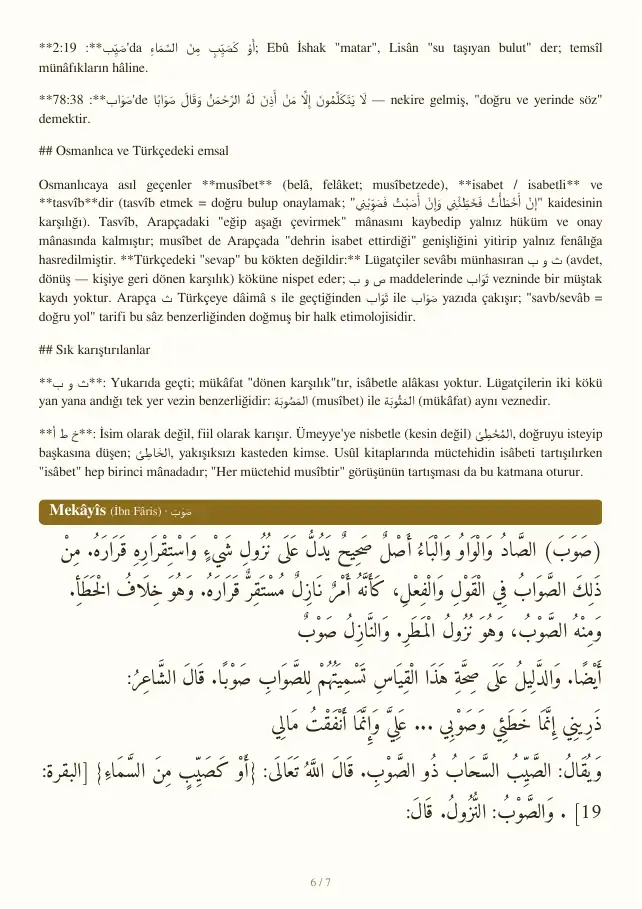 **2:19 :**صَيِّب'da أَوْ كَصَيِّبٍ مِنَ السَّمَاءِ; Ebû İshak "matar", Lisân "su taşıyan bulut" der; temsîl
münâfıkların hâline.
**78:38 :**صَوَاب'de لَا يَتَكَلَّمُونَ إِلَّا مَنْ أَذِنَ لَهُ الرَّحْمَنُ وَقَالَ صَوَابًا — nekire gelmiş, "doğru ve yerinde söz"
demektir.
## Osmanlıca ve Türkçedeki emsal
Osmanlıcaya asıl geçenler **musîbet** (belâ, felâket; musîbetzede), **isabet / isabetli** ve
**tasvîb**dir (tasvîb etmek = doğru bulup onaylamak; "إِنْ أَخْطَأْتُ فَخَطِّئْنِي وَإِنْ أَصَبْتُ فَصَوِّبْنِي" kaidesinin
karşılığı). Tasvîb, Arapçadaki "eğip aşağı çevirmek" mânasını kaybedip yalnız hüküm ve onay
mânasında kalmıştır; musîbet de Arapçada "dehrin isabet ettirdiği" genişliğini yitirip yalnız fenâlığa
hasredilmiştir. **Türkçedeki "sevap" bu kökten değildir:** Lügatçiler sevâbı münhasıran ث و ب (avdet,
dönüş — kişiye geri dönen karşılık) köküne nispet eder; ص و ب maddelerinde ثَوَاب vezninde bir müştak
kaydı yoktur. Arapça ث Türkçeye dâimâ s ile geçtiğinden ثَوَاب ile صَوَاب yazıda çakışır; "savb/sevâb =
doğru yol" tarifi bu sâz benzerliğinden doğmuş bir halk etimolojisidir.
## Sık karıştırılanlar
**ث و ب**: Yukarıda geçti; mükâfat "dönen karşılık"tır, isâbetle alâkası yoktur. Lügatçilerin iki kökü
yan yana andığı tek yer vezin benzerliğidir: المَصُوبَة (musîbet) ile المَثُوبَة (mükâfat) aynı veznedir.
**خ ط أ**: İsim olarak değil, fiil olarak karışır. Ümeyye'ye nisbetle (kesin değil) المُخْطِئ, doğruyu isteyip
başkasına düşen; الخَاطِئ, yakışıksızı kasteden kimse. Usûl kitaplarında müctehidin isâbeti tartışılırken
"isâbet" hep birinci mânadadır; "Her müctehid musîbtir" görüşünün tartışması da bu katmana oturur.
Mekâyîs (İbn Fâris) · صَوَبَ
(صَوَبَ) الصَّادُ وَالْوَاوُ وَالْبَاءُ أَصْلٌ صَحِيحٌ يَدُلُّ عَلَى نُزُولِ شَيْءٍ وَاسْتِقْرَارِهِ قَرَارَهُ. مِنْ
ذَلِكَ الصَّوَابُ فِي الْقَوْلِ وَالْفِعْلِ، كَأَنَّهُ أَمْرٌ نَازِلٌ مُسْتَقِرٌّ قَرَارَهُ. وَهُوَ خِلَافُ الْخَطَأِ.
وَمِنْهُ الصَّوْبُ، وَهُوَ نُزُولُ الْمَطَرِ. وَالنَّازِلُ صَوْبٌ
أَيْضًا. وَالدَّلِيلُ عَلَى صِحَّةِ هَذَا الْقِيَاسِ تَسْمِيَتُهُمْ لِلصَّوَابِ صَوْبًا. قَالَ الشَّاعِرُ:
ذَرِينِي إِنَّمَا خَطَئِي وَصَوْبِي ... عَلَيَّ وَإِنَّمَا أَنْفَقْتُ مَالِي
وَيُقَالُ: الصَّيِّبُ السَّحَابُ ذُو الصَّوْبِ. قَالَ اللَّهُ تَعَالَى: {أَوْ كَصَيِّبٍ مِنَ السَّمَاءِ} [البقرة:
19] . وَالصَّوْبُ: النُّزُولُ. قَالَ:
6 / 7